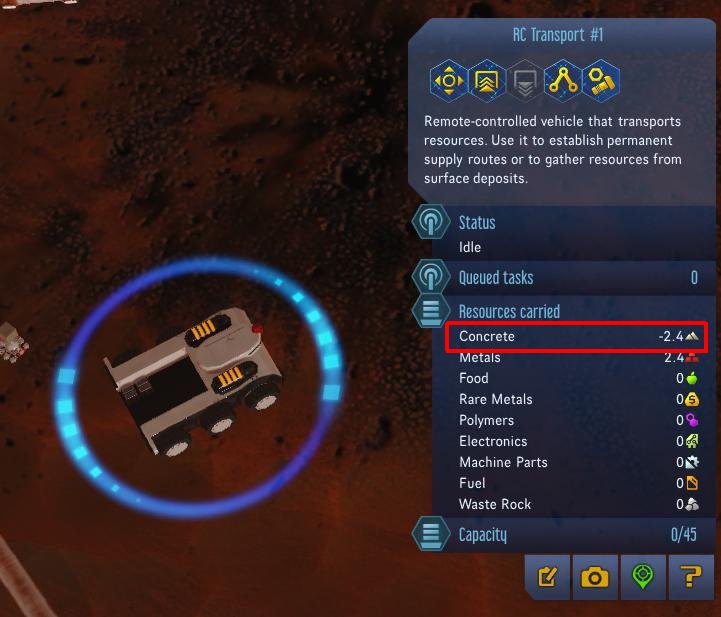 RC Transport #1
Remote-controlled vehicle that transports
resources. Use it to establish permanent
supply routes or to gather resources from
surface deposits.
Status
Idle
Queued tasks 0
Resources carried
Concrete -2.4
Metals 2.4
Food 0
Rare Metals 0
Polymers 0
Electronics 0
Machine Parts 0
Fuel 0
Waste Rock 0
Capacity 0/45